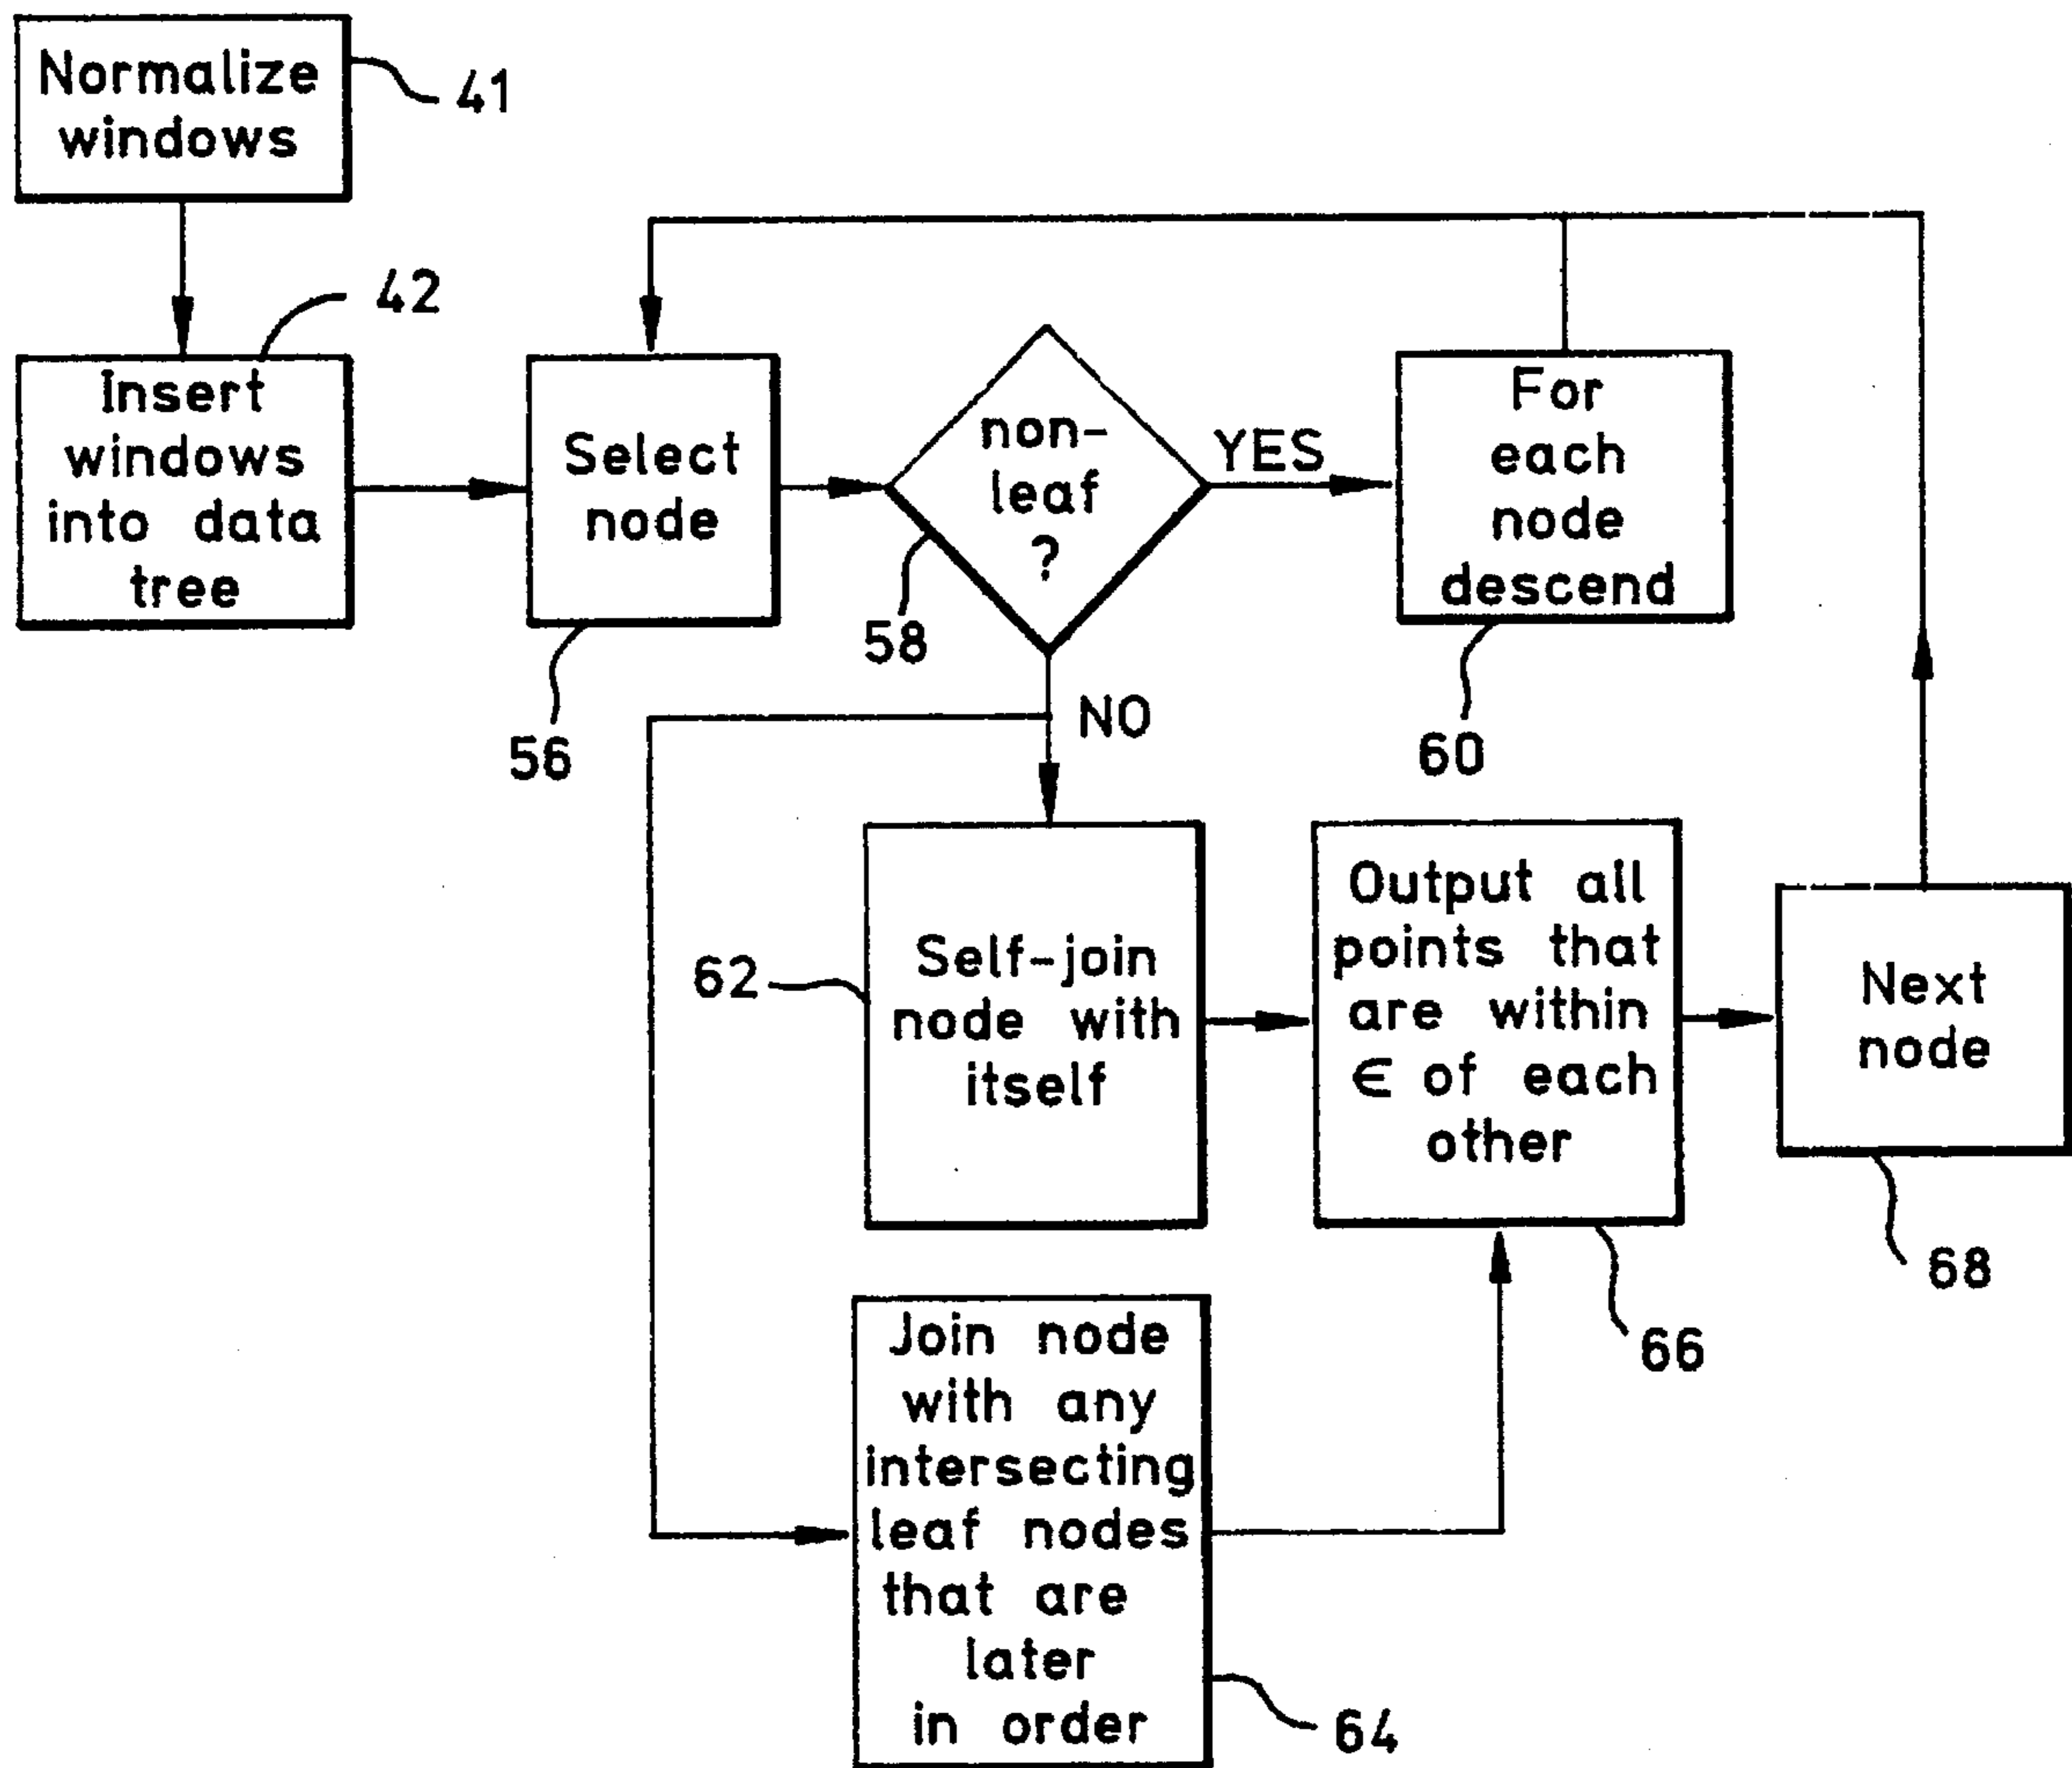 Normalize
windows
41
42
Insert
windows
into data
tree
Select
node
56
non-
leaf
?
58
YES
For
each
node
descend
60
NO
Self-join
node with
itself
62
Output all
points that
are within
∈ of each
other
66
Next
node
68
Join node
with any
intersecting
leaf nodes
that are
later
in order
64